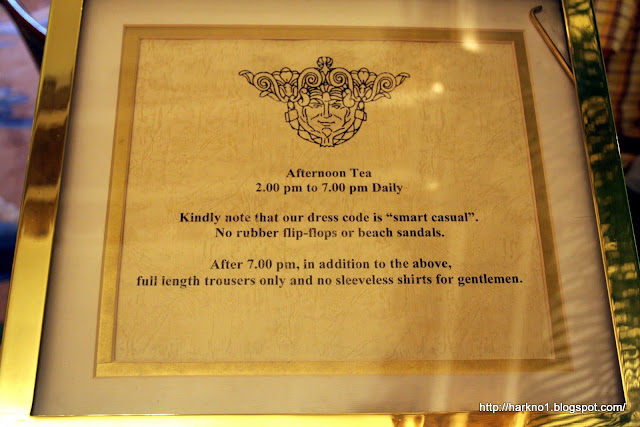 Afternoon Tea
2.00 pm to 7.00 pm Daily
Kindly note that our dress code is “smart casual”.
No rubber flip-flops or beach sandals.
After 7.00 pm, in addition to the above,
full length trousers only and no sleeveless shirts for gentlemen.
http://harkno1.blogspot.com/